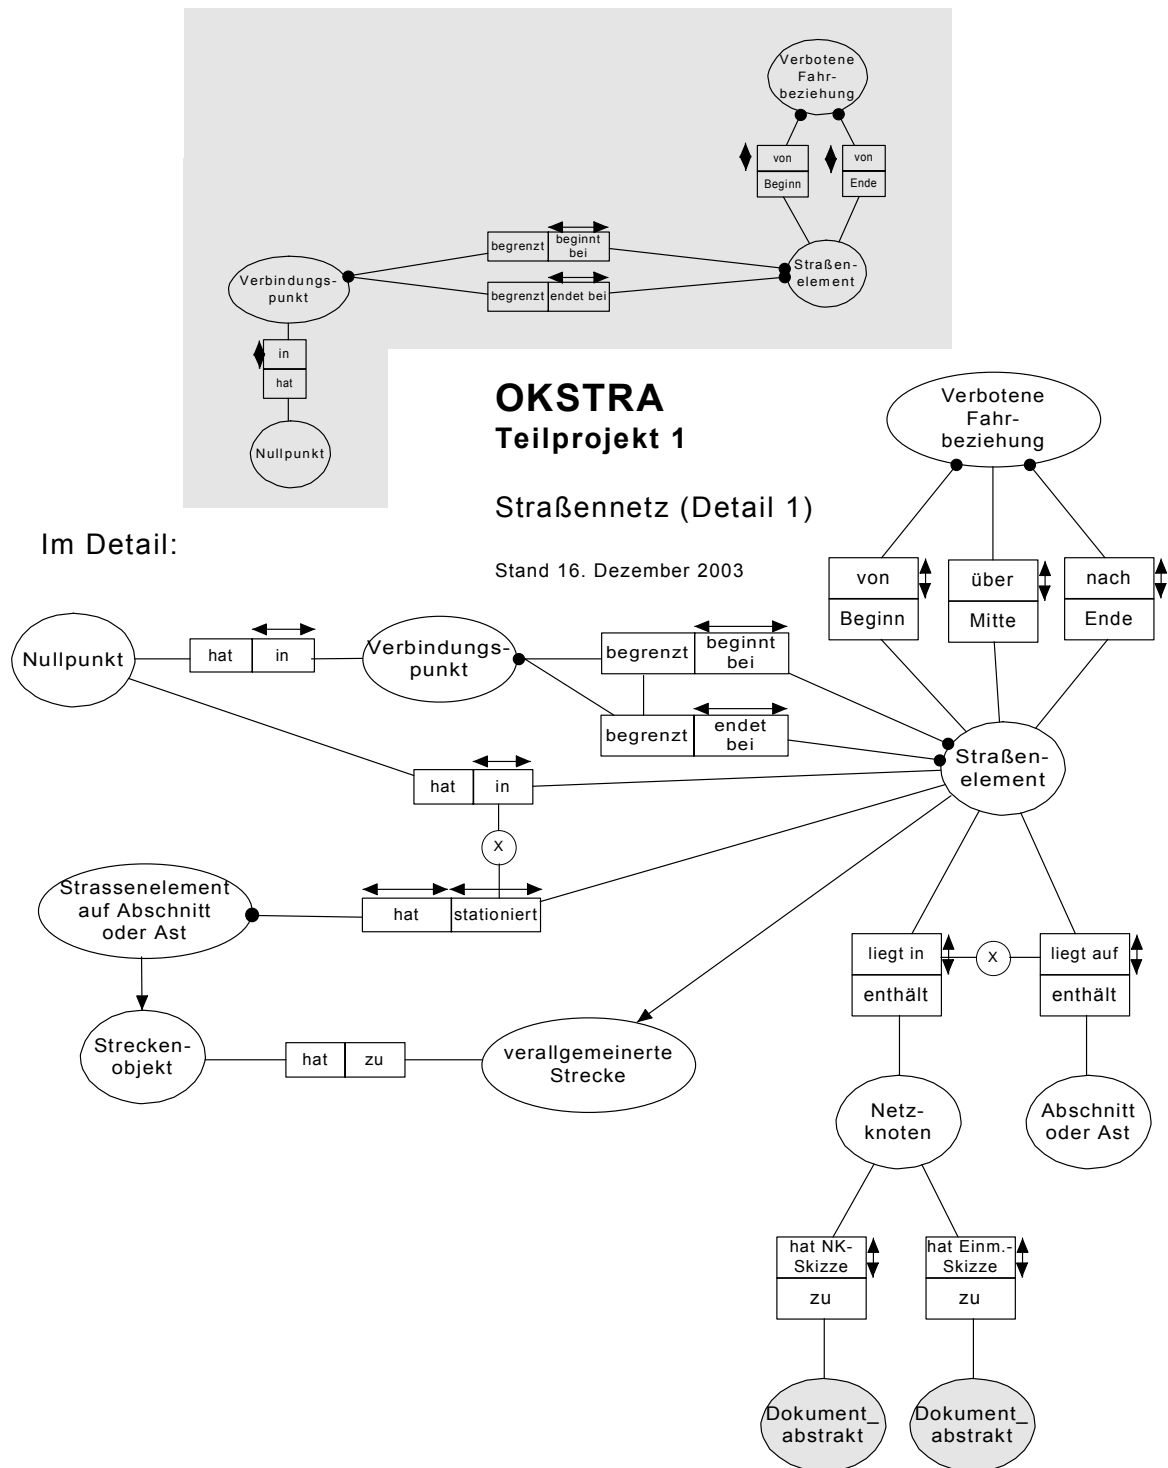 Verbotene
Fahr-
beziehung
von
von
Beginn
Ende
begrenzt
beginnt
bei
begrenzt
endet bei
Straßen-
element
Verbindungs-
punkt
in
hat
Nullpunkt
OKSTRA
Teilprojekt 1
Straßennetz (Detail 1)
Stand 16. Dezember 2003
Im Detail:
Verbotene
Fahr-
beziehung
von
über
nach
Beginn
Mitte
Ende
Nullpunkt
hat
in
Verbindungs-
punkt
begrenzt
beginnt
bei
begrenzt
endet
bei
Straßen-
element
hat
in
X
Strassenelement
auf Abschnitt
oder Ast
hat
stationiert
liegt in
X
liegt auf
enthält
enthält
Strecken-
objekt
hat
zu
verallgemeinerte
Strecke
Netz-
knoten
Abschnitt
oder Ast
hat NK-
Skizze
zu
hat Einm.-
Skizze
zu
Dokument_
abstrakt
Dokument_
abstrakt